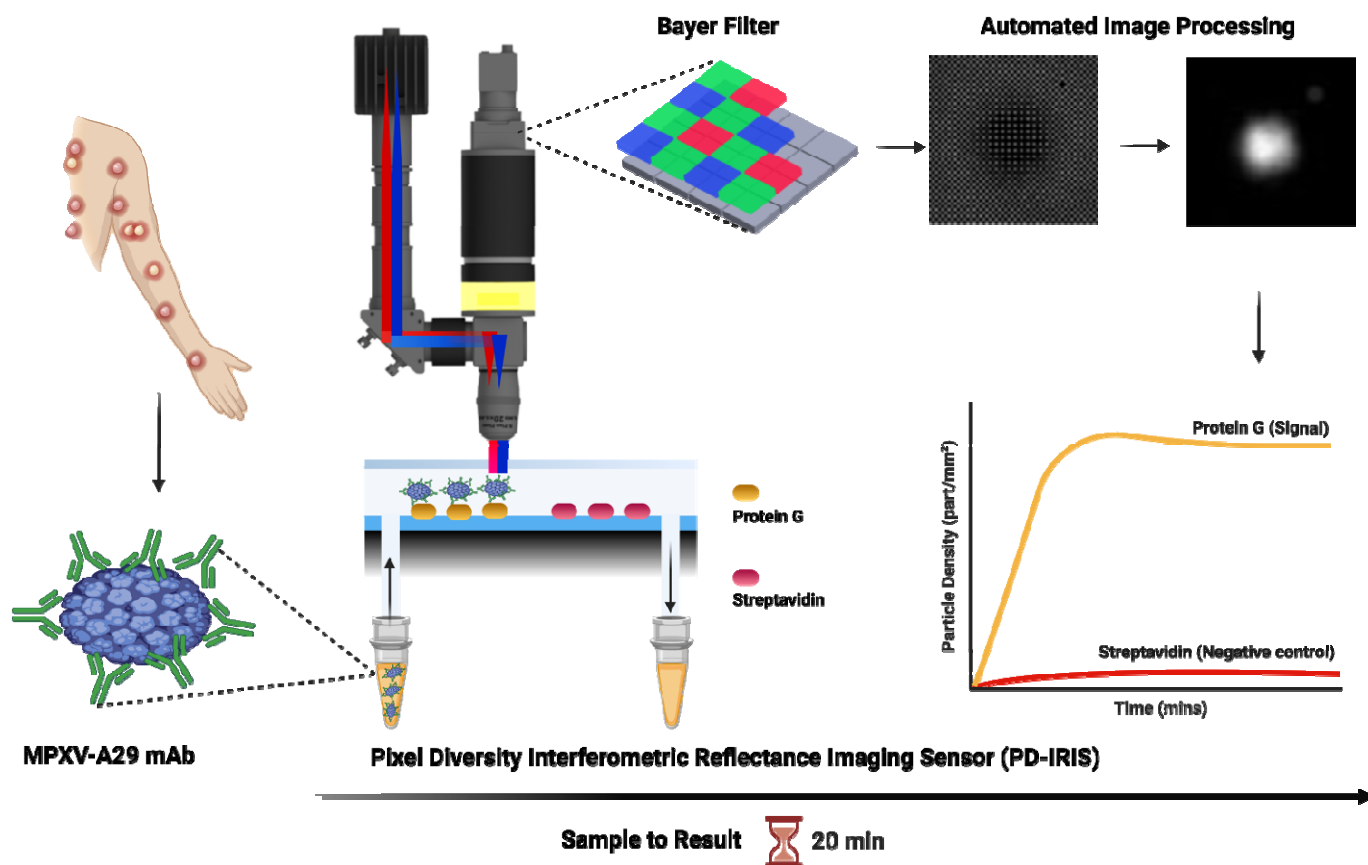 Bayer Filter
Automated Image Processing
Protein G (Signal)
Protein G
Streptavidin
Particle Density (part/mm²)
Streptavidin (Negative control)
Time (mins)
MPXV-A29 mAb
Pixel Diversity Interferometric Reflectance Imaging Sensor (PD-IRIS)
Sample to Result
20 min